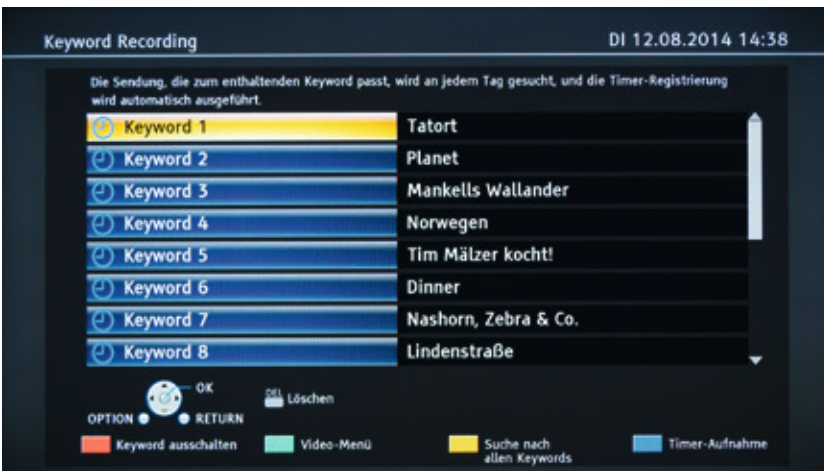 Keyword Recording DI 12.08.2014 14:38
Die Sendung, die zum enthaltenden Keyword passt, wird an jedem Tag gesucht, und die Timer-Registrierung
wird automatisch ausgeführt.
Keyword 1 Tatort
Keyword 2 Planet
Keyword 3 Mankells Wallander
Keyword 4 Norwegen
Keyword 5 Tim Mälzer kocht!
Keyword 6 Dinner
Keyword 7 Nashorn, Zebra & Co.
Keyword 8 Lindenstraße
OK
DEL Löschen
OPTION RETURN
Keyword ausschalten Video-Menü Suche nach Timer-Aufnahme
allen Keywords